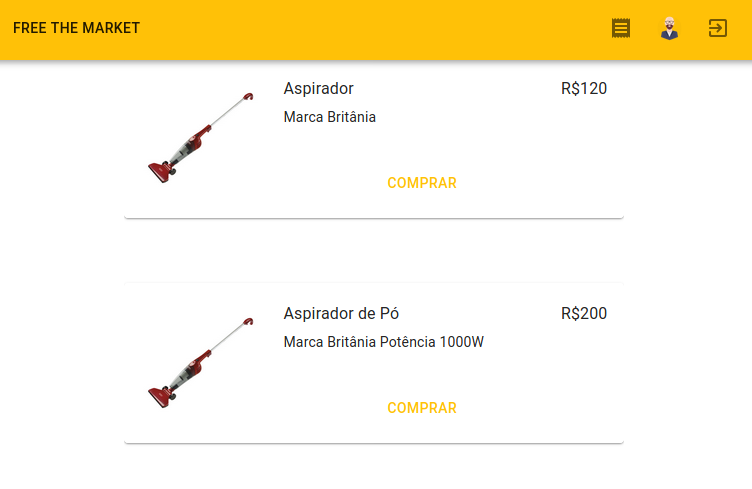 FREE THE MARKET
Aspirador R$120
Marca Britânia
COMPRAR
Aspirador de Pó R$200
Marca Britânia Potência 1000W
COMPRAR